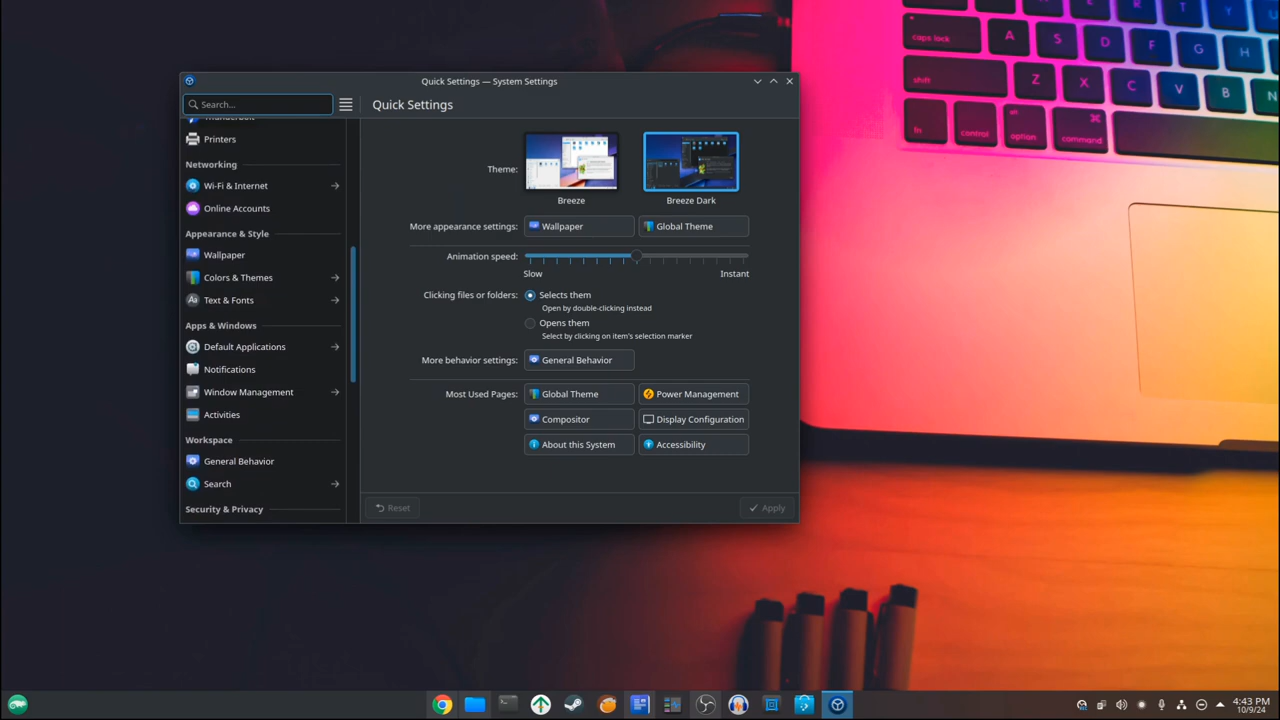 Quick Settings — System Settings
Search...
Quick Settings
Thunderbolt
Printers
Networking
Wi-Fi & Internet
Online Accounts
Appearance & Style
Wallpaper
Colors & Themes
Text & Fonts
Apps & Windows
Default Applications
Notifications
Window Management
Activities
Workspace
General Behavior
Search
Security & Privacy
Theme:
Breeze
Breeze Dark
More appearance settings:
Wallpaper
Global Theme
Animation speed:
Slow
Instant
Clicking files or folders:
Selects them
Open by double-clicking instead
Opens them
Select by clicking on item's selection marker
More behavior settings:
General Behavior
Most Used Pages:
Global Theme
Power Management
Compositor
Display Configuration
About this System
Accessibility
Reset
Apply
caps lock
A
S
D
F
G
H
shift
Z
X
C
V
B
fn
control
option
command
4:43 PM
10/9/24